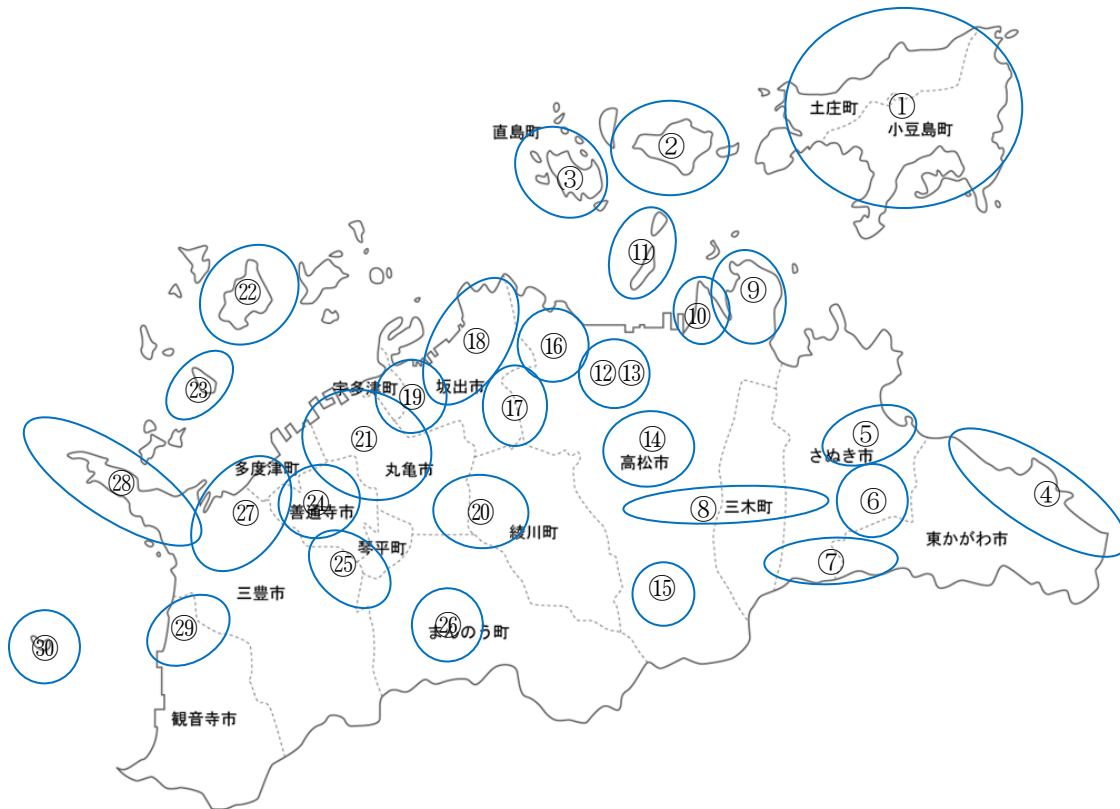 土庄町
①
小豆島町
直島町
②
③
⑪
⑨
⑩
㉒
⑱
⑯
⑫ ⑬
㉓
宇多津町
坂出市
⑲
⑰
㉑
⑭
⑤
丸亀市
高松市
さぬき市
多度津町
㉘
④
㉔
善通寺市
㉗
⑳
⑧
三木町
⑥
綾川町
東かがわ市
琴平町
㉕
⑦
三豊市
⑮
㉙
㉖
まんのう町
㉚
観音寺市